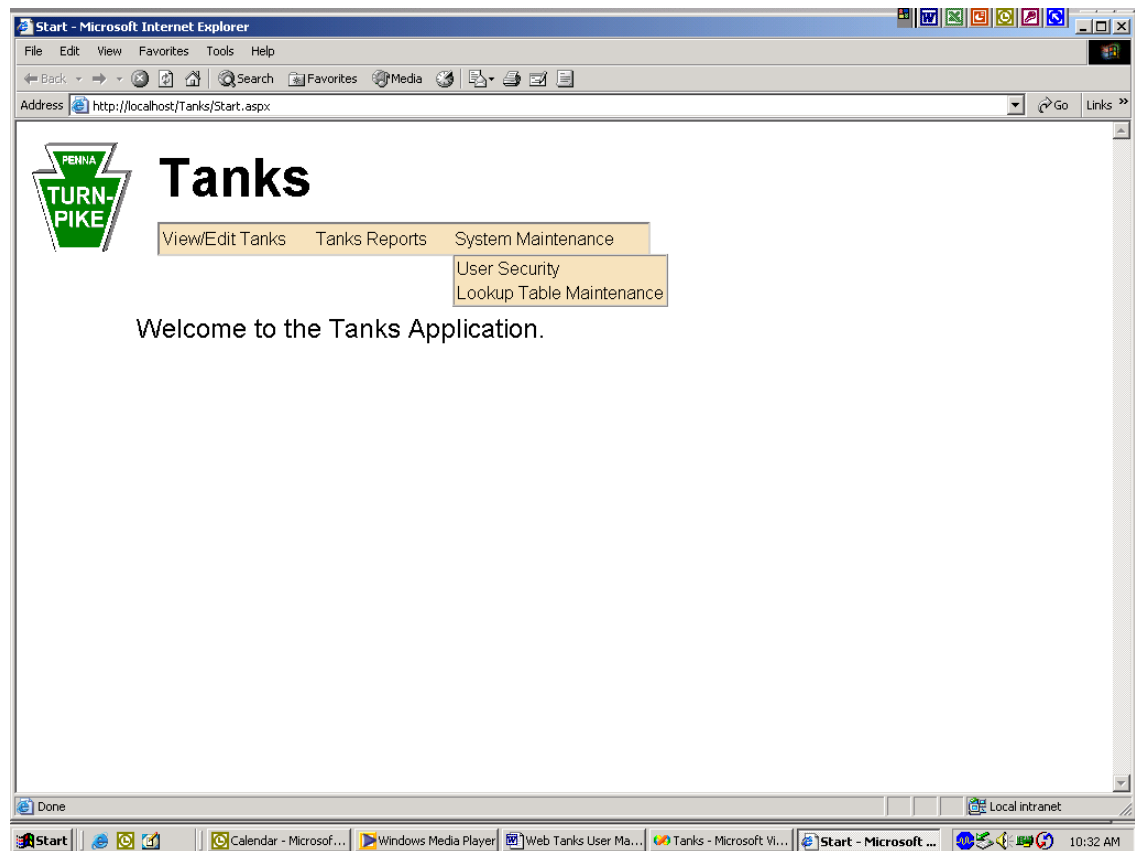 Start - Microsoft Internet Explorer
File Edit View Favorites Tools Help
Back Search Favorites Media
Address http://localhost/Tanks/Start.aspx Go Links »
PENNA
TURN-
PIKE
Tanks
View/Edit Tanks Tanks Reports System Maintenance
User Security
Lookup Table Maintenance
Welcome to the Tanks Application.
Done Local intranet
Start Calendar - Microsof... Windows Media Player Web Tanks User Ma... Tanks - Microsoft Vi... Start - Microsoft ... 10:32 AM